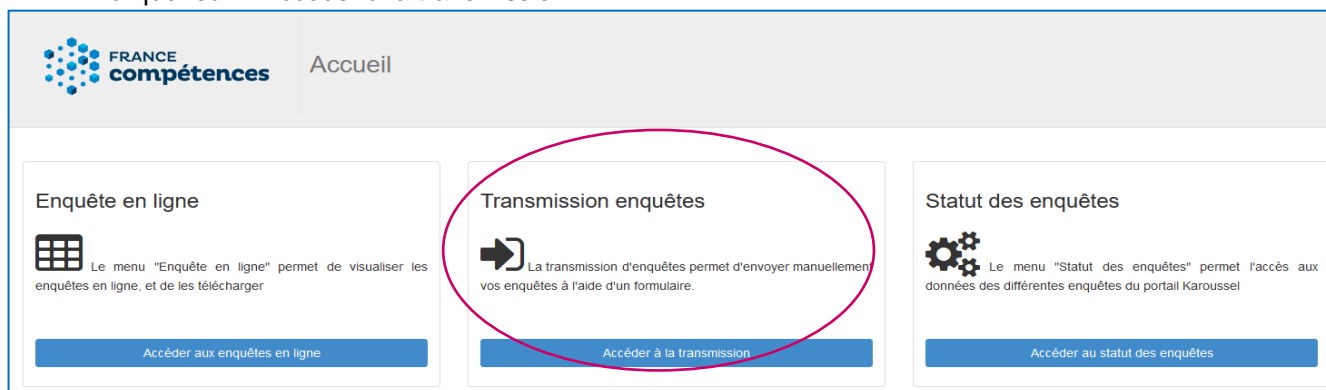 FRANCE
compétences
Accueil
Enquête en ligne
Le menu "Enquête en ligne" permet de visualiser les
enquêtes en ligne, et de les télécharger
Accéder aux enquêtes en ligne
Transmission enquêtes
La transmission d'enquêtes permet d'envoyer manuellement
vos enquêtes à l'aide d'un formulaire.
Accéder à la transmission
Statut des enquêtes
Le menu "Statut des enquêtes" permet l'accès aux
données des différentes enquêtes du portail Karoussel
Accéder au statut des enquêtes